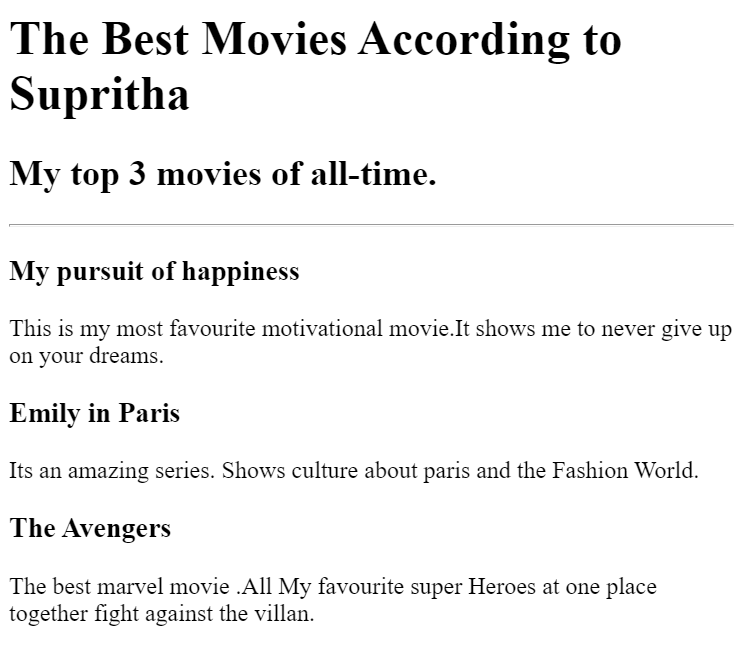 The Best Movies According to
Supritha
My top 3 movies of all-time.
My pursuit of happiness
This is my most favourite motivational movie.It shows me to never give up
on your dreams.
Emily in Paris
Its an amazing series. Shows culture about paris and the Fashion World.
The Avengers
The best marvel movie .All My favourite super Heroes at one place
together fight against the villan.